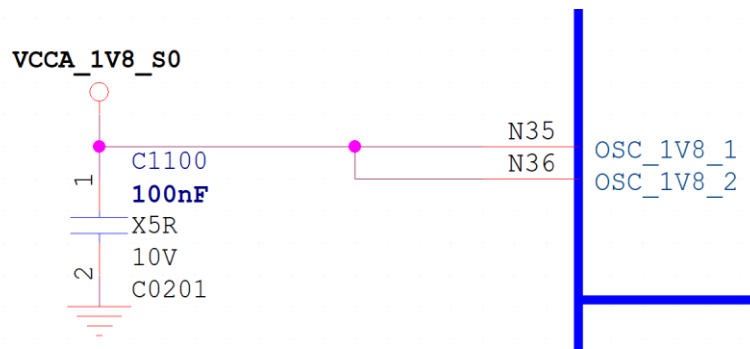 VCCA_1V8_S0
N35
OSC_1V8_1
N36
OSC_1V8_2
1
C1100
100nF
X5R
10V
2
C0201